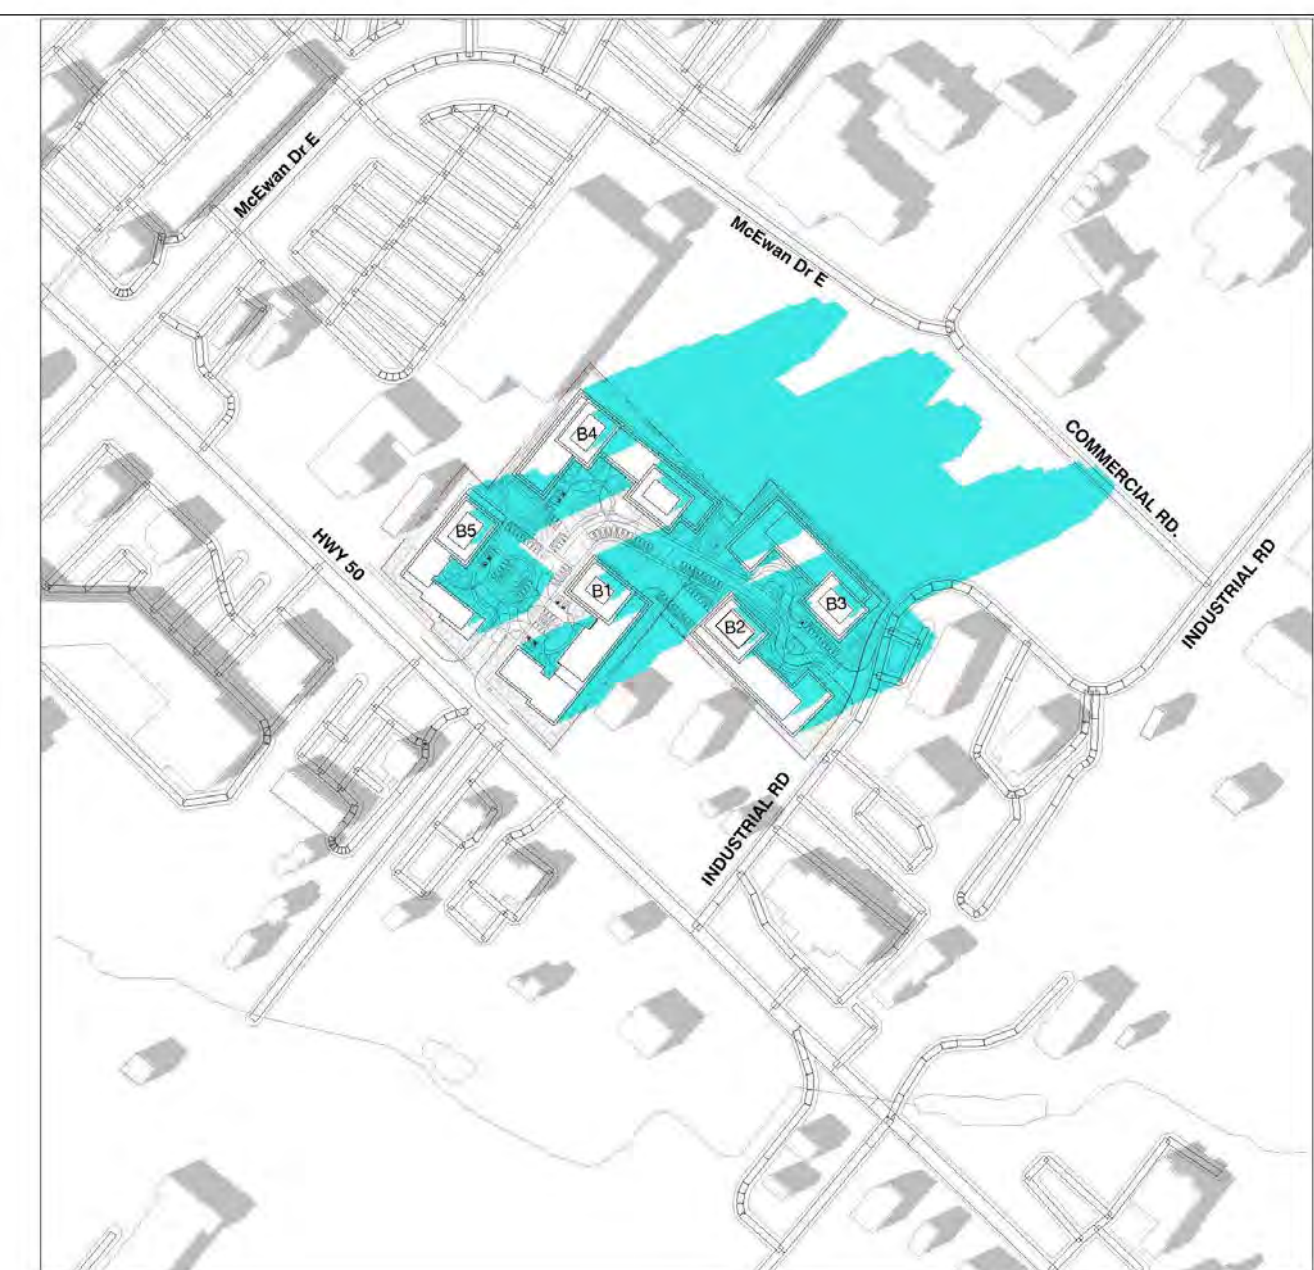 McEwan Dr E
McEwan Dr E
COMMERCIAL RD.
B4
B5
HWY 50
B1
B3
B2
INDUSTRIAL RD
INDUSTRIAL RD